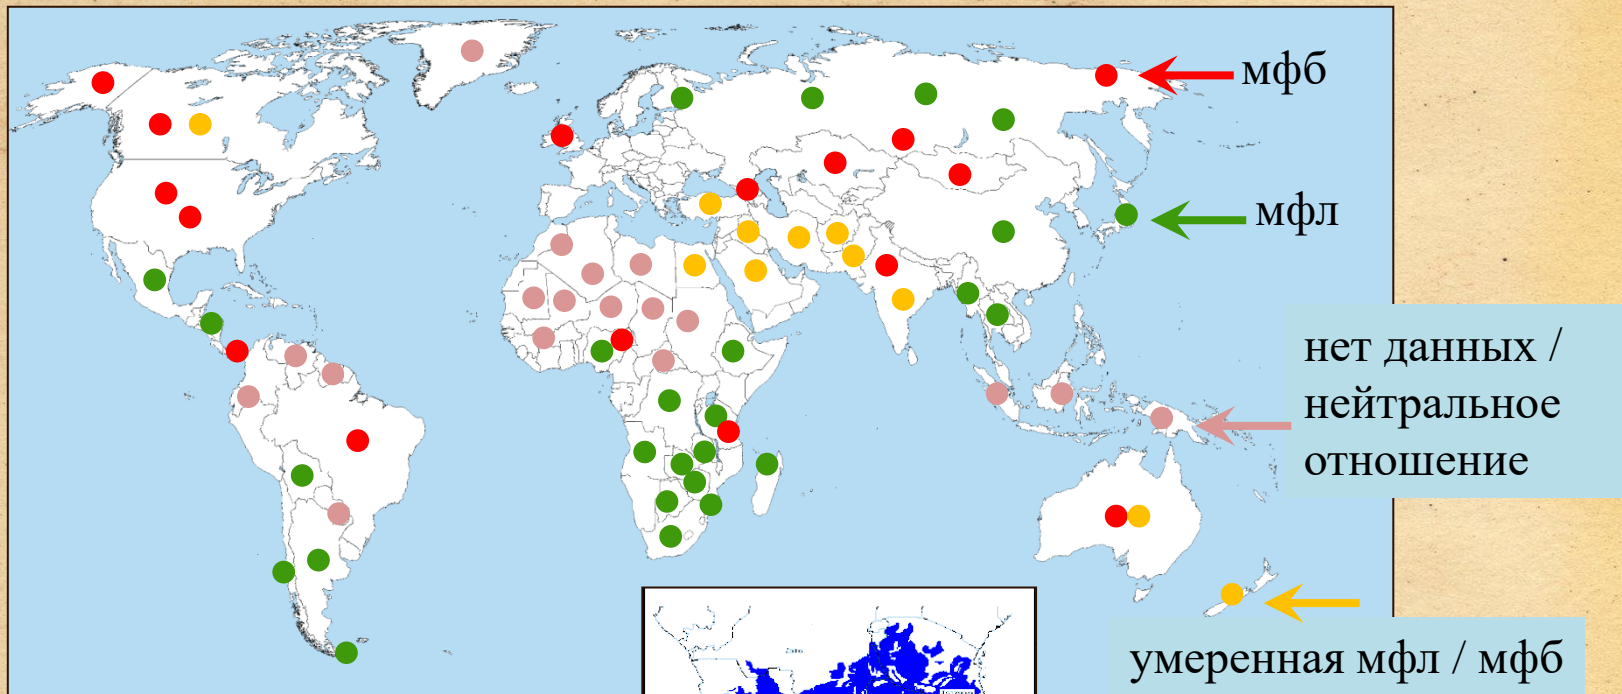 мфб
мфл
нет данных /
нейтральное
отношение
умеренная мфл / мфб